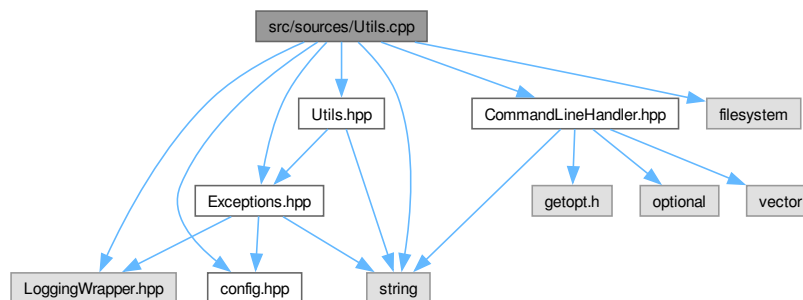 src/sources/Utils.cpp
Utils.hpp
CommandLineHandler.hpp
filesystem
Exceptions.hpp
getopt.h
optional
vector
LoggingWrapper.hpp
config.hpp
string